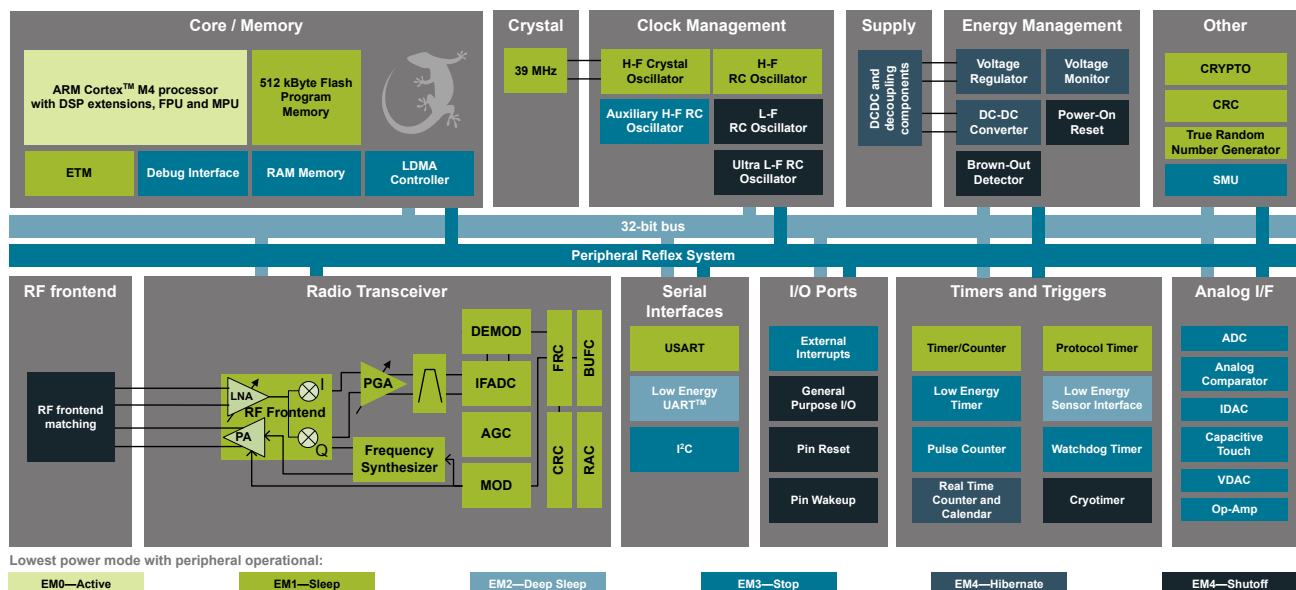 Core / Memory
ARM Cortex™ M4 processor
with DSP extensions, FPU and MPU
512 kByte Flash
Program
Memory
ETM
Debug Interface
RAM Memory
LDMA
Controller
Crystal
39 MHz
Clock Management
H-F Crystal
Oscillator
H-F
RC Oscillator
Auxiliary H-F RC
Oscillator
L-F
RC Oscillator
Ultra L-F RC
Oscillator
Supply
DCDC and
decoupling
components
Energy Management
Voltage
Regulator
Voltage
Monitor
DC-DC
Converter
Power-On
Reset
Brown-Out
Detector
Other
CRYPTO
CRC
True Random
Number Generator
SMU
32-bit bus
Peripheral Reflex System
RF frontend
RF frontend
matching
Radio Transceiver
LNA
RF Frontend
I
PA
Q
PGA
Frequency
Synthesizer
DEMOD
IFADC
AGC
MOD
FRC
BUFC
CRC
RAC
Serial
Interfaces
USART
Low Energy
UART™
I²C
I/O Ports
External
Interrupts
General
Purpose I/O
Pin Reset
Pin Wakeup
Timers and Triggers
Timer/Counter
Protocol Timer
Low Energy
Timer
Low Energy
Sensor Interface
Pulse Counter
Watchdog Timer
Real Time
Counter and
Calendar
Cryotimer
Analog I/F
ADC
Analog
Comparator
IDAC
Capacitive
Touch
VDAC
Op-Amp
Lowest power mode with peripheral operational:
EM0—Active
EM1—Sleep
EM2—Deep Sleep
EM3—Stop
EM4—Hibernate
EM4—Shutoff